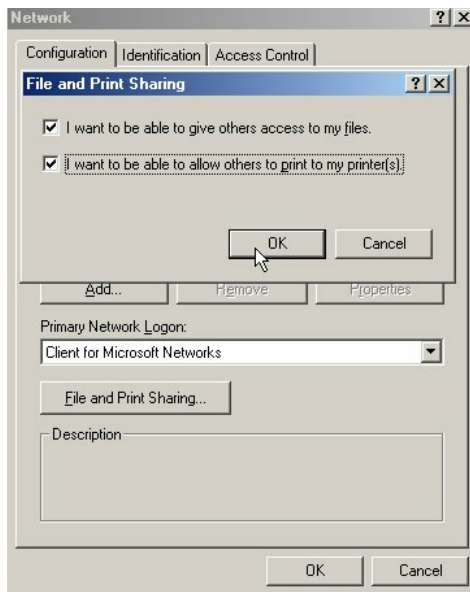 Network
Configuration Identification Access Control
File and Print Sharing
I want to be able to give others access to my files.
I want to be able to allow others to print to my printer(s).
OK Cancel
Add... Remove Properties
Primary Network Logon:
Client for Microsoft Networks
File and Print Sharing...
Description
OK Cancel